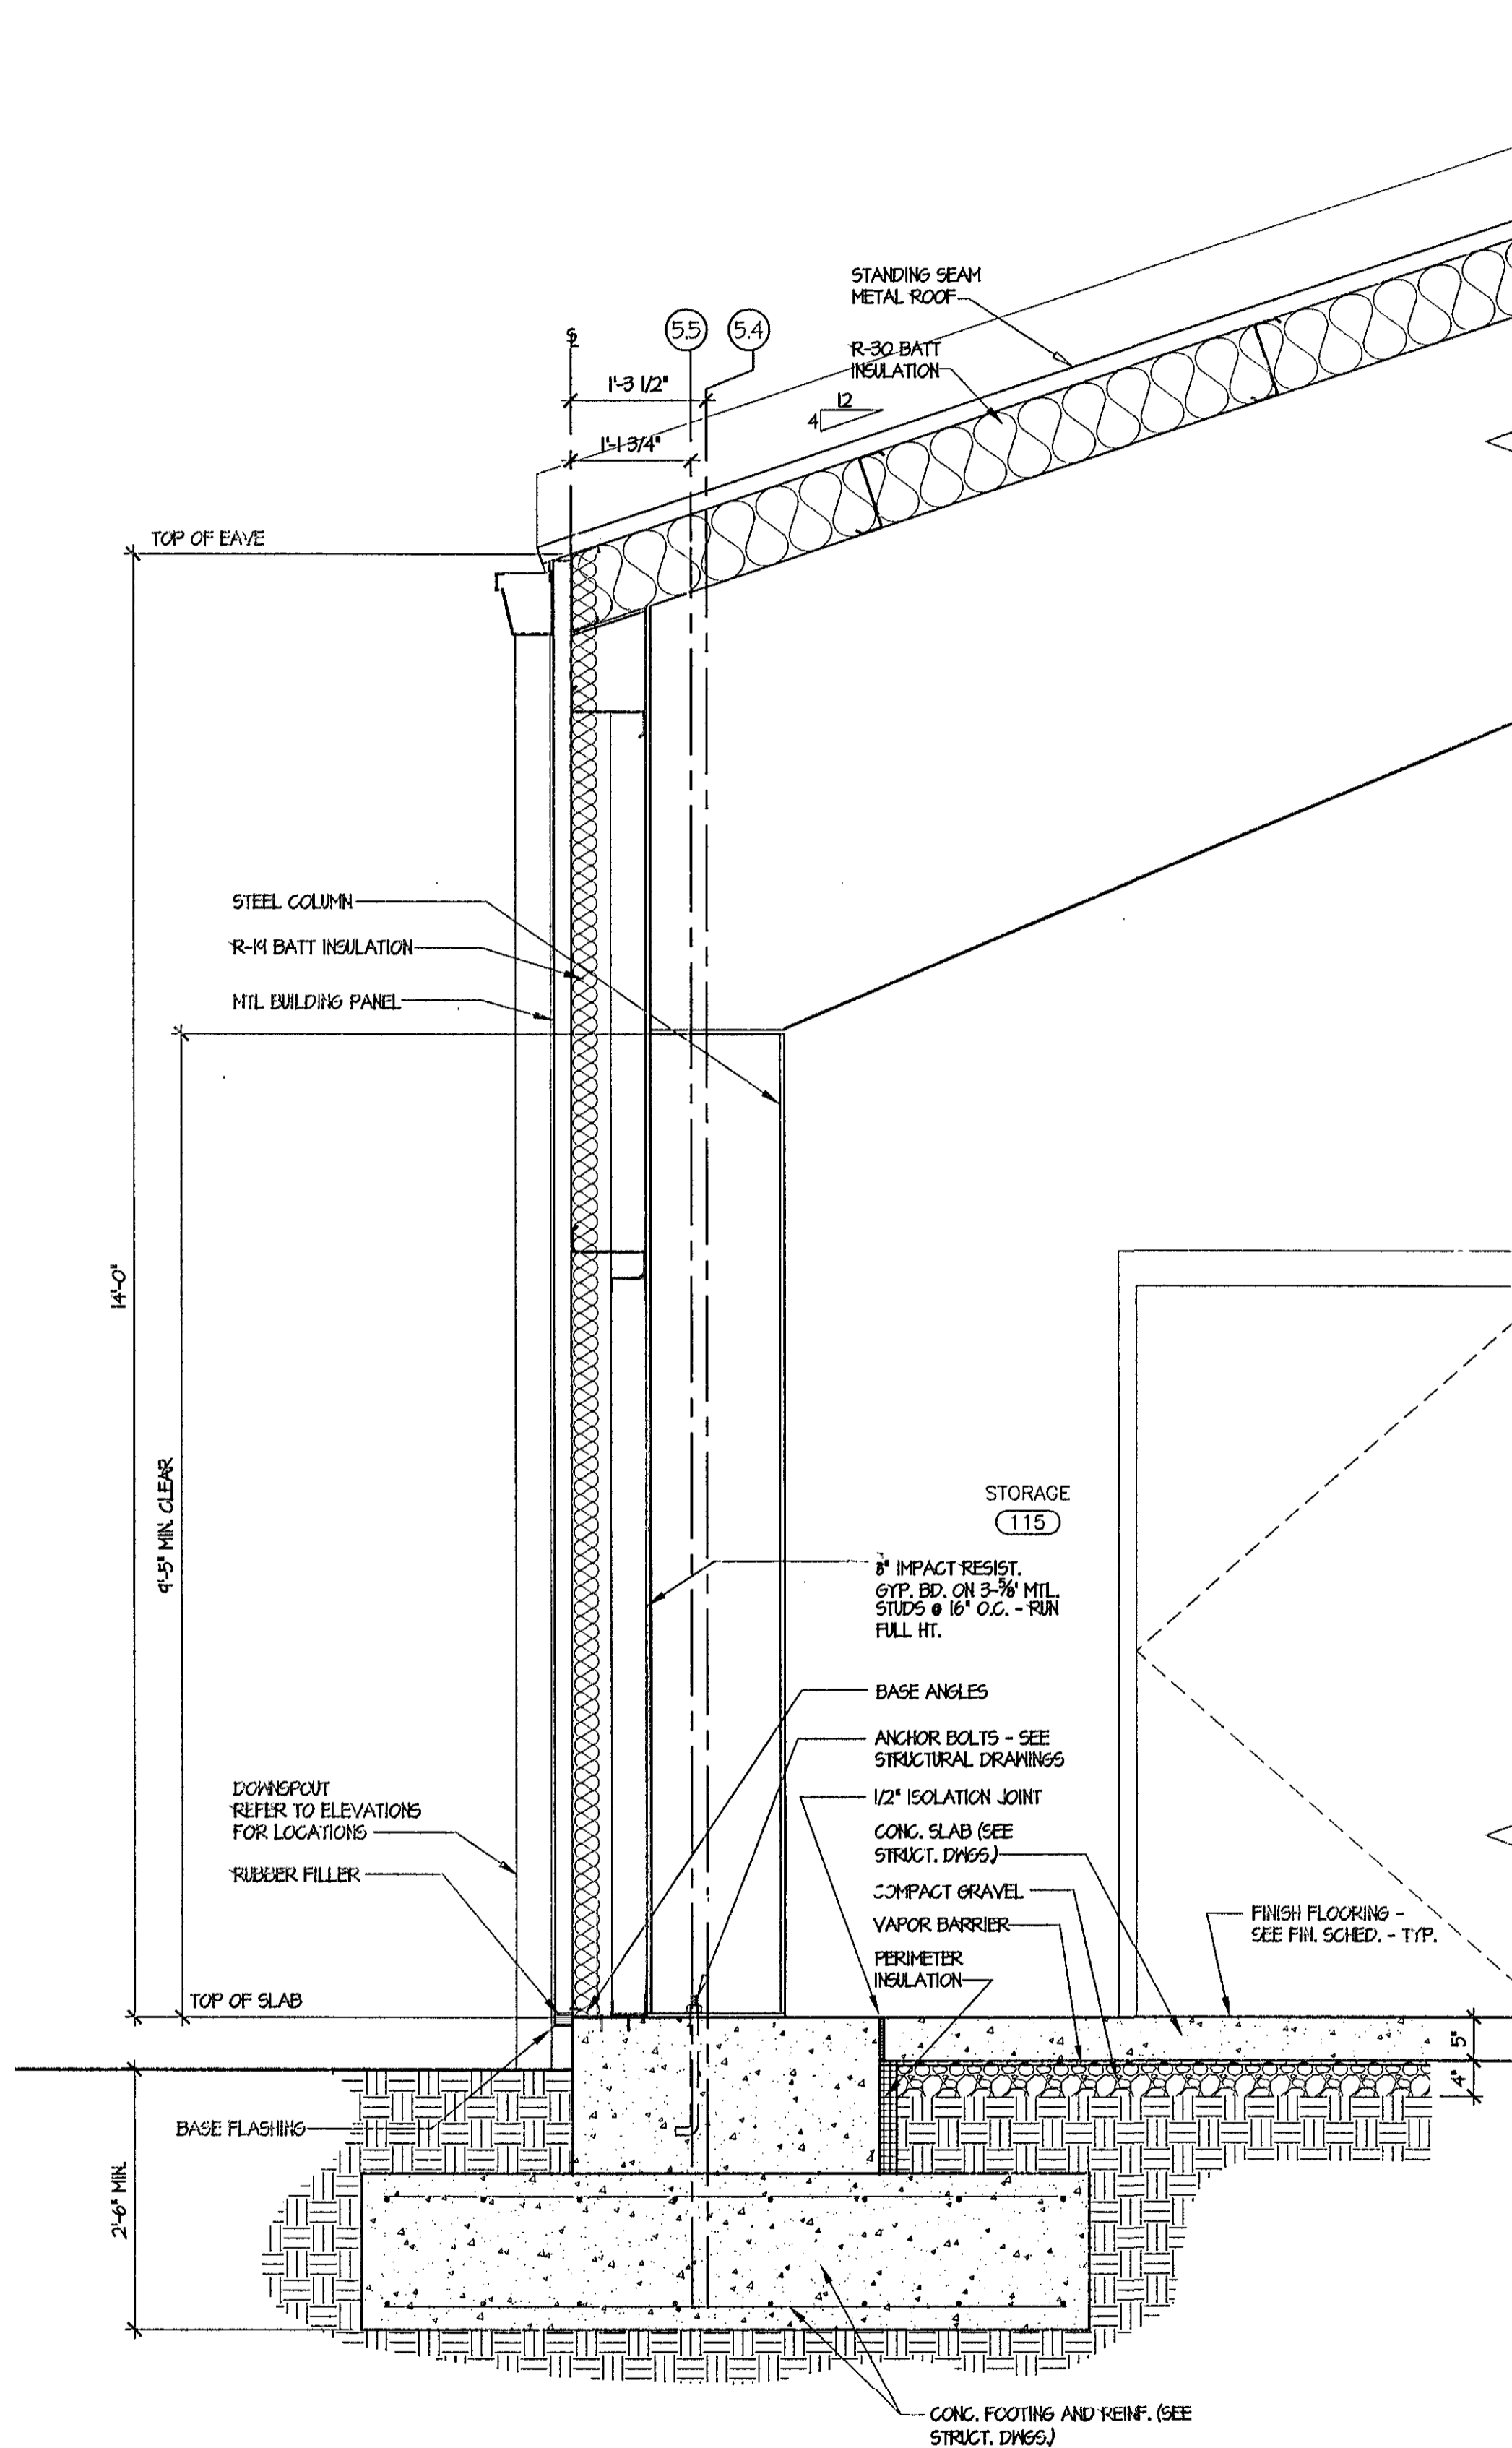 STANDING SEAM
METAL ROOF
R-30 BATT
INSULATION
5.5
5.4
1'-3 1/2"
12
4
1'-1 3/4"
TOP OF EAVE
STEEL COLUMN
R-19 BATT INSULATION
MTL BUILDING PANEL
14'-0"
9'-5" MIN. CLEAR
STORAGE
115
IMPACT RESIST.
GYP. BD. ON 3-5/8" MTL.
STUDS @ 16" O.C. - RUN
FULL HT.
BASE ANGLES
ANCHOR BOLTS - SEE
STRUCTURAL DRAWINGS
1/2" ISOLATION JOINT
CONC. SLAB (SEE
STRUCT. DWGS.)
COMPACT GRAVEL
VAPOR BARRIER
PERIMETER
INSULATION
FINISH FLOORING -
SEE FIN. SCHED. - TYP.
DOWNSPOUT
REFER TO ELEVATIONS
FOR LOCATIONS
RUBBER FILLER
TOP OF SLAB
5"
4"
BASE FLASHING
2'-6" MIN.
CONC. FOOTING AND REINF. (SEE
STRUCT. DWGS.)